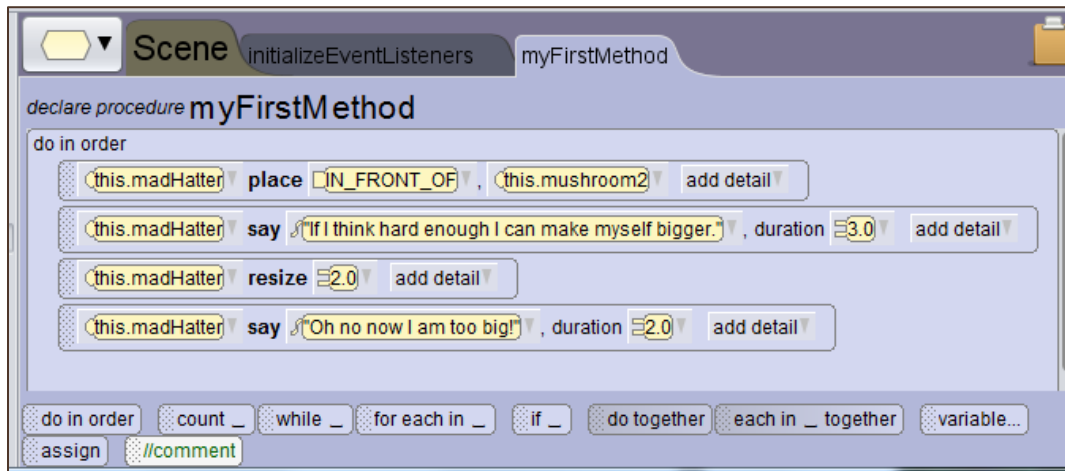 Scene initializeEventListeners myFirstMethod
declare procedure myFirstMethod
do in order
this.madHatter place IN_FRONT_OF , this.mushroom2 add detail
this.madHatter say "If I think hard enough I can make myself bigger." , duration 3.0 add detail
this.madHatter resize 2.0 add detail
this.madHatter say "Oh no now I am too big!" , duration 2.0 add detail
do in order count _ while _ for each in _ if _ do together each in _ together variable...
assign //comment